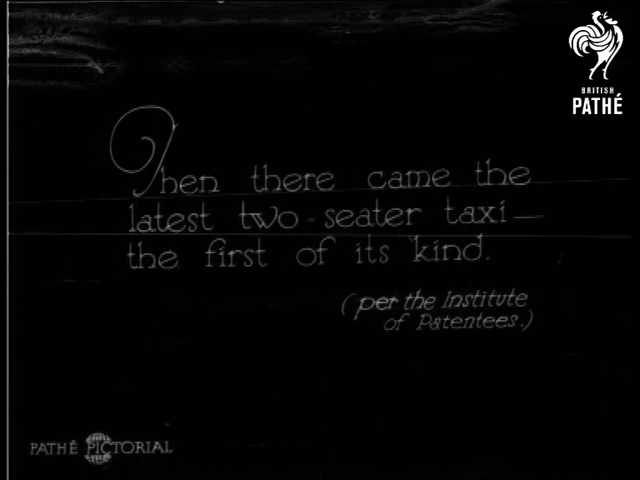 BRITISH
PATHÉ
Then there came the
latest two-seater taxi—
the first of its kind.
(per the Institute
of Patentees.)
PATHÉ PICTORIAL